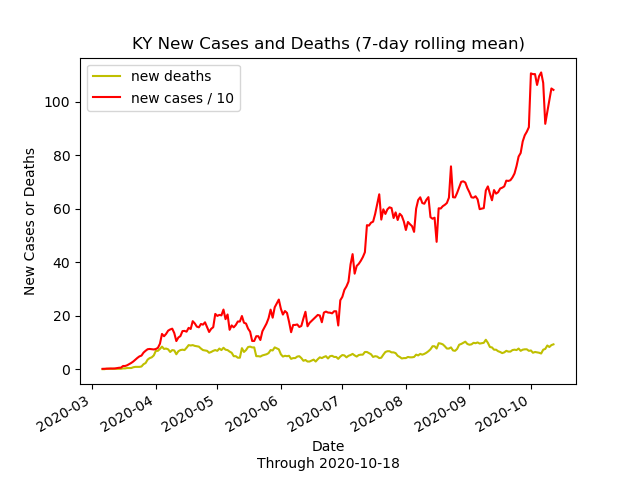 KY New Cases and Deaths (7-day rolling mean)
new deaths
new cases / 10
New Cases or Deaths
100
80
60
40
20
0
2020-03
2020-04
2020-05
2020-06
2020-07
2020-08
2020-09
2020-10
Date
Through 2020-10-18